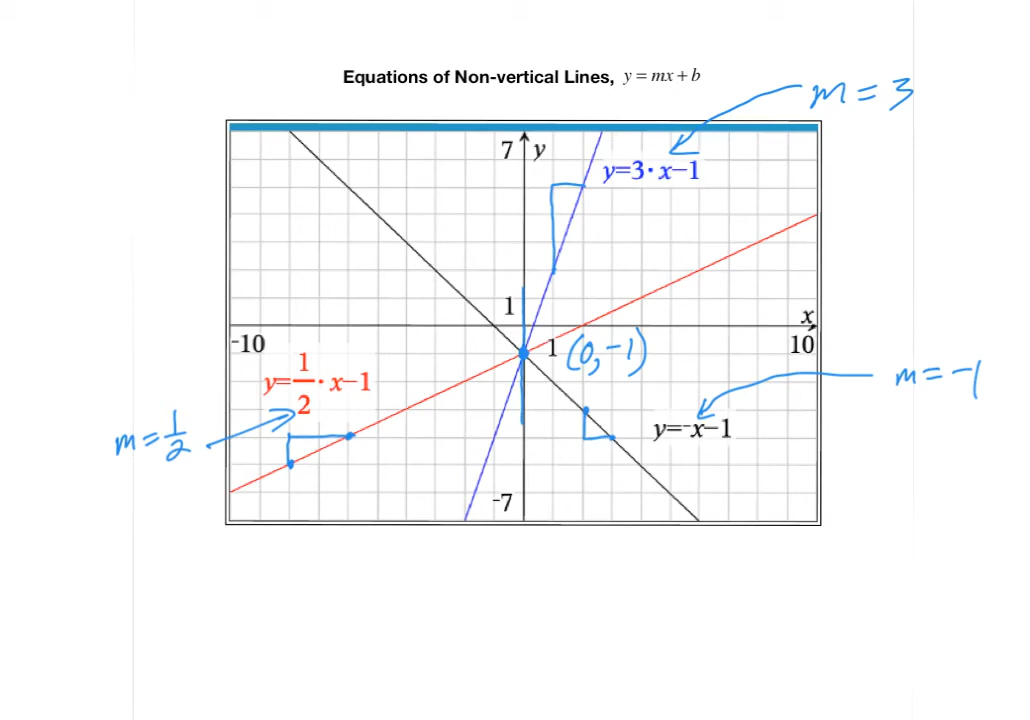 Equations of Non-vertical Lines, y = mx + b
m = 3
7 y
y=3·x−1
1
x
-10
1
(0, -1)
10
y=1/2·x−1
m = -1
m = 1/2
y=-x−1
-7